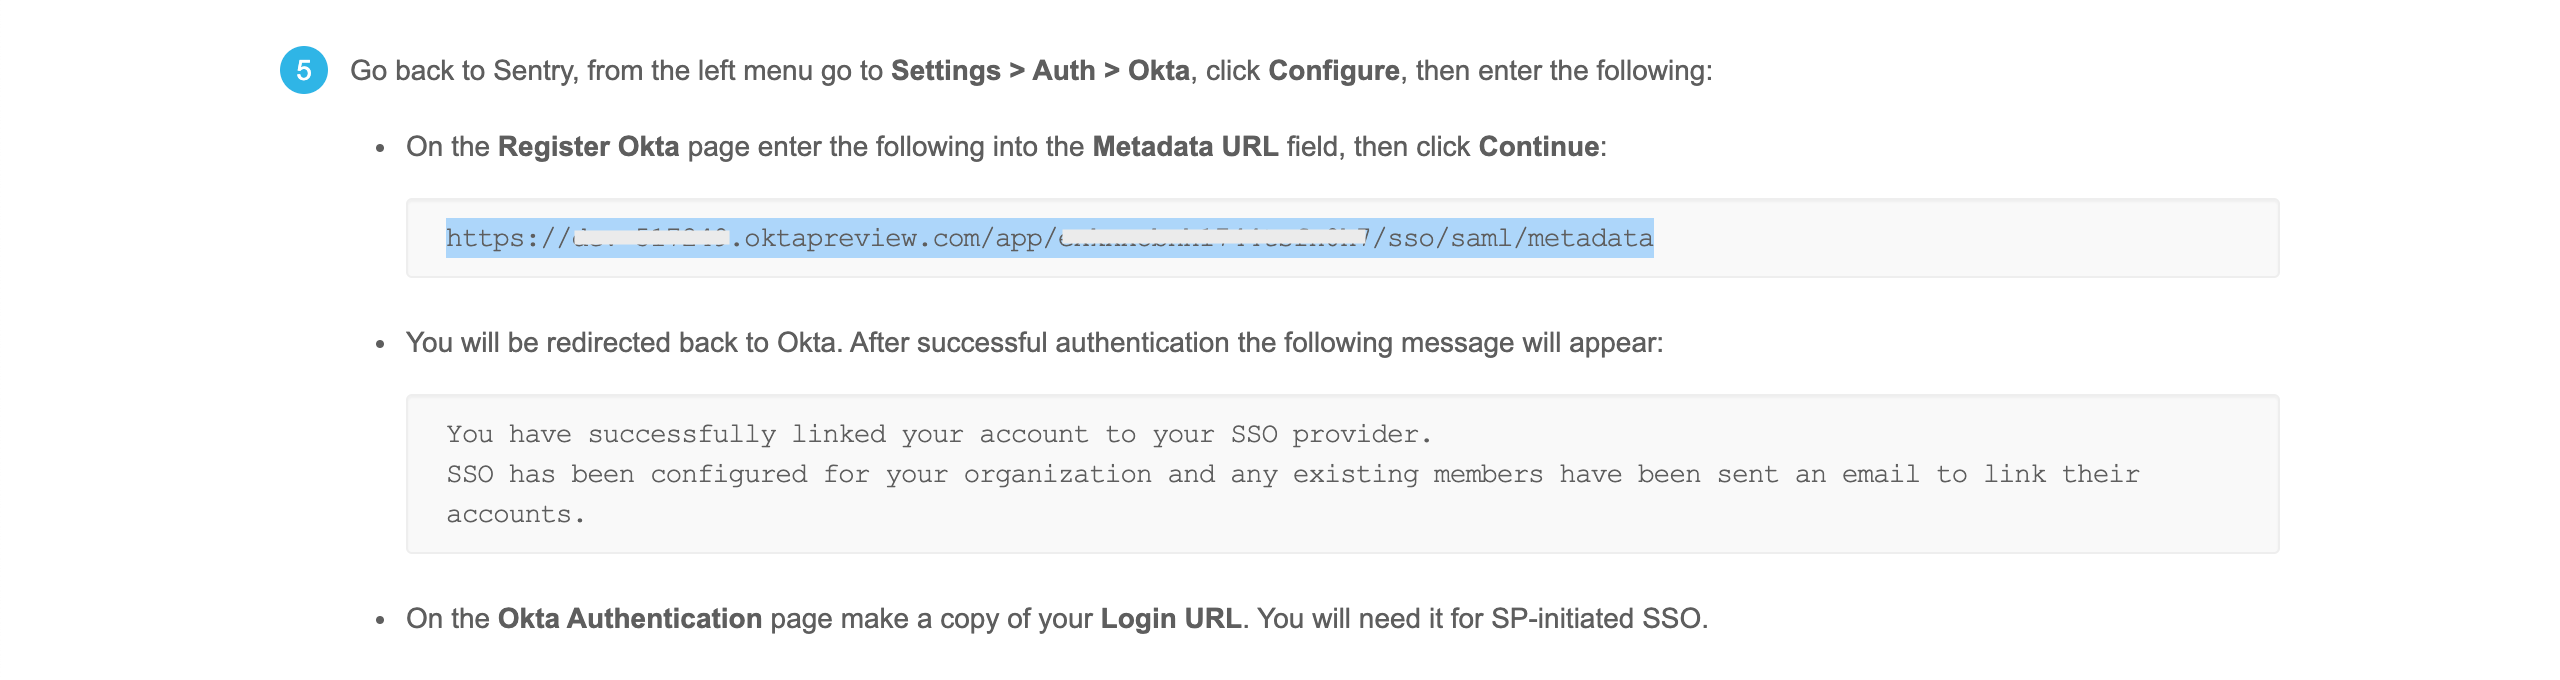 5 Go back to Sentry, from the left menu go to Settings > Auth > Okta, click Configure, then enter the following:
• On the Register Okta page enter the following into the Metadata URL field, then click Continue:
https:// .oktapreview.com/app/ /sso/saml/metadata
• You will be redirected back to Okta. After successful authentication the following message will appear:
You have successfully linked your account to your SSO provider.
SSO has been configured for your organization and any existing members have been sent an email to link their
accounts.
• On the Okta Authentication page make a copy of your Login URL. You will need it for SP-initiated SSO.